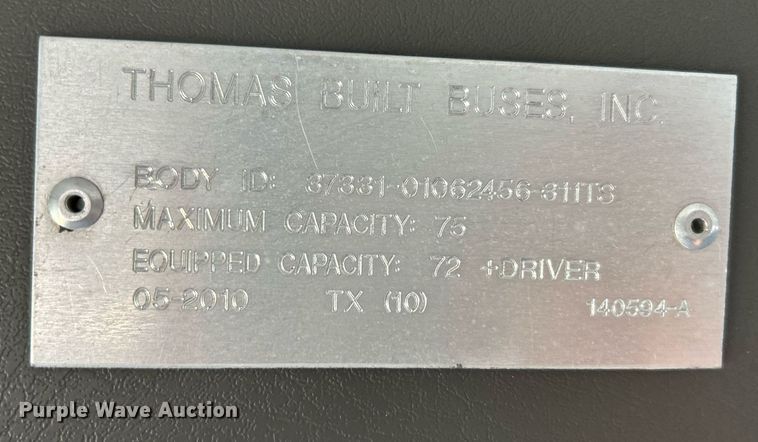 THOMAS BUILT BUSES, INC.
BODY ID: 37331-01062456-311TS
MAXIMUM CAPACITY: 75
EQUIPPED CAPACITY: 72 +DRIVER
05-2010 TX (10) 140594-A
Purple Wave Auction